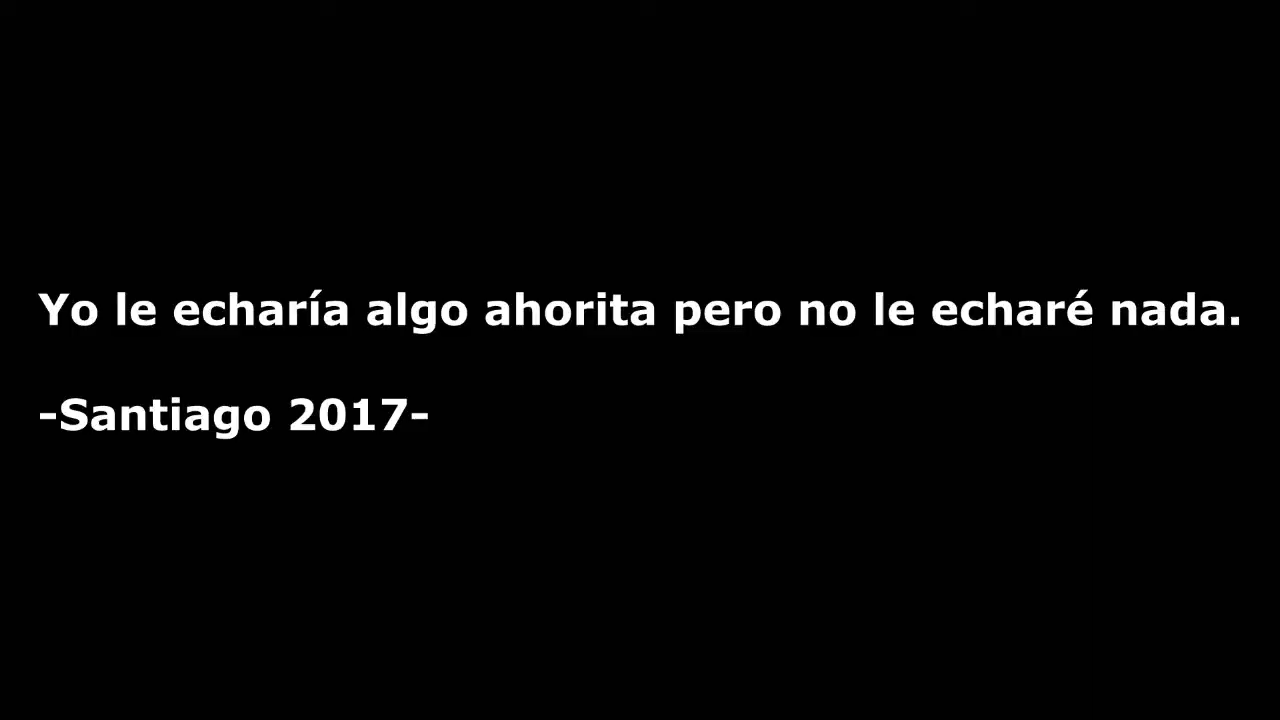 Yo le echaría algo ahorita pero no le echaré nada.
-Santiago 2017-